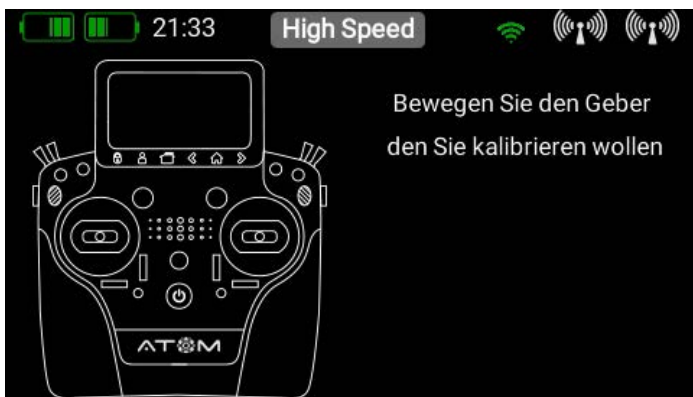 21:33
High Speed
Bewegen Sie den Geber
den Sie kalibrieren wollen
ATOM